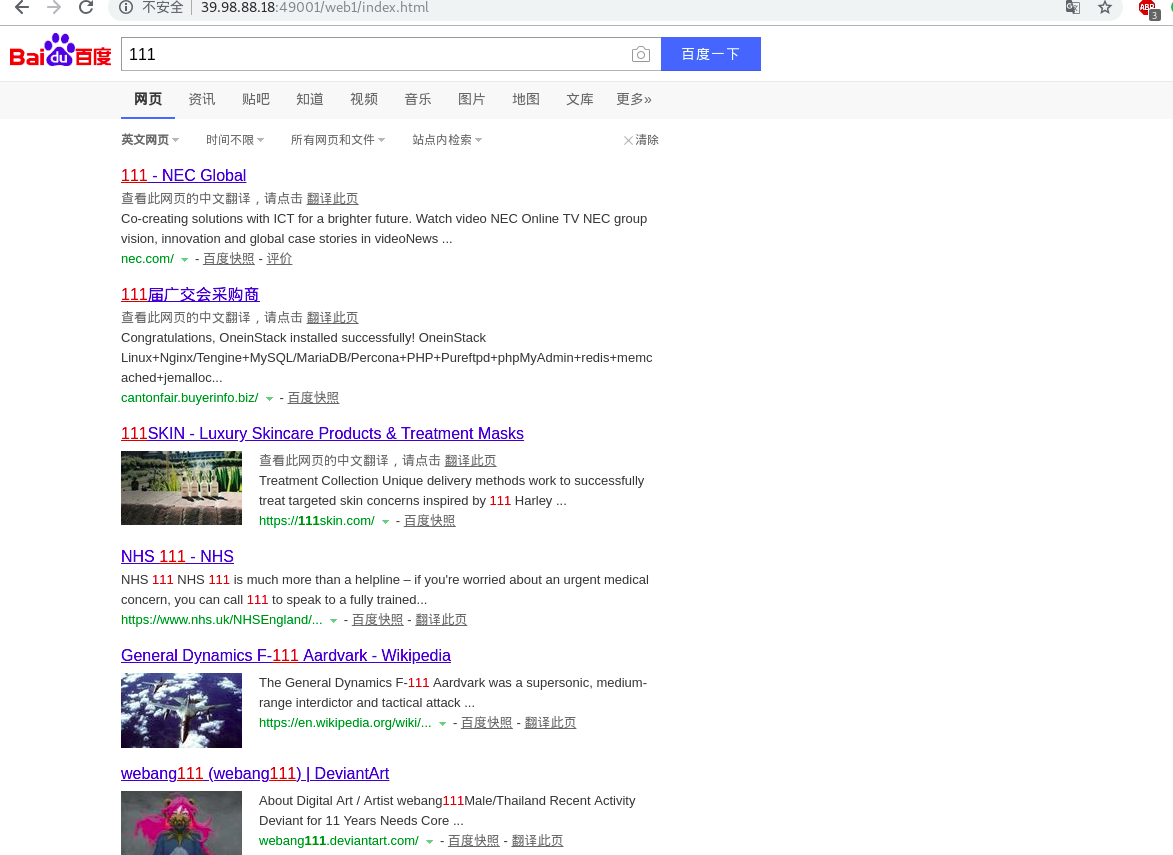 不安全 39.98.88.18:49001/web1/index.html
ABP 3
Bai du 百度 111 百度一下
网页 资讯 贴吧 知道 视频 音乐 图片 地图 文库 更多»
英文网页 时间不限 所有网页和文件 站点内检索 清除
111 - NEC Global
查看此网页的中文翻译，请点击 翻译此页
Co-creating solutions with ICT for a brighter future. Watch video NEC Online TV NEC group
vision, innovation and global case stories in videoNews ...
nec.com/ - 百度快照 - 评价
111届广交会采购商
查看此网页的中文翻译，请点击 翻译此页
Congratulations, OneinStack installed successfully! OneinStack
Linux+Nginx/Tengine+MySQL/MariaDB/Percona+PHP+Pureftpd+phpMyAdmin+redis+memc
ached+jemalloc...
cantonfair.buyerinfo.biz/ - 百度快照
111SKIN - Luxury Skincare Products & Treatment Masks
查看此网页的中文翻译，请点击 翻译此页
Treatment Collection Unique delivery methods work to successfully
treat targeted skin concerns inspired by 111 Harley ...
https://111skin.com/ - 百度快照
NHS 111 - NHS
NHS 111 NHS 111 is much more than a helpline – if you're worried about an urgent medical
concern, you can call 111 to speak to a fully trained...
https://www.nhs.uk/NHSEngland/... - 百度快照 - 翻译此页
General Dynamics F-111 Aardvark - Wikipedia
The General Dynamics F-111 Aardvark was a supersonic, medium-
range interdictor and tactical attack ...
https://en.wikipedia.org/wiki/... - 百度快照 - 翻译此页
webang111 (webang111) | DeviantArt
About Digital Art / Artist webang111Male/Thailand Recent Activity
Deviant for 11 Years Needs Core ...
webang111.deviantart.com/ - 百度快照 - 翻译此页